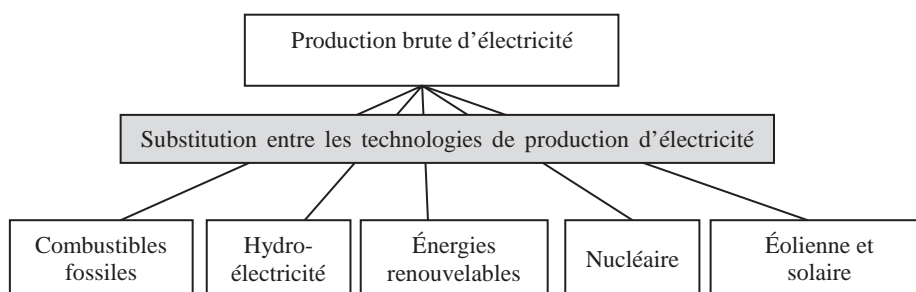 Production brute d’électricité
Substitution entre les technologies de production d’électricité
Combustibles
fossiles
Hydro-
électricité
Énergies
renouvelables
Nucléaire
Éolienne et
solaire